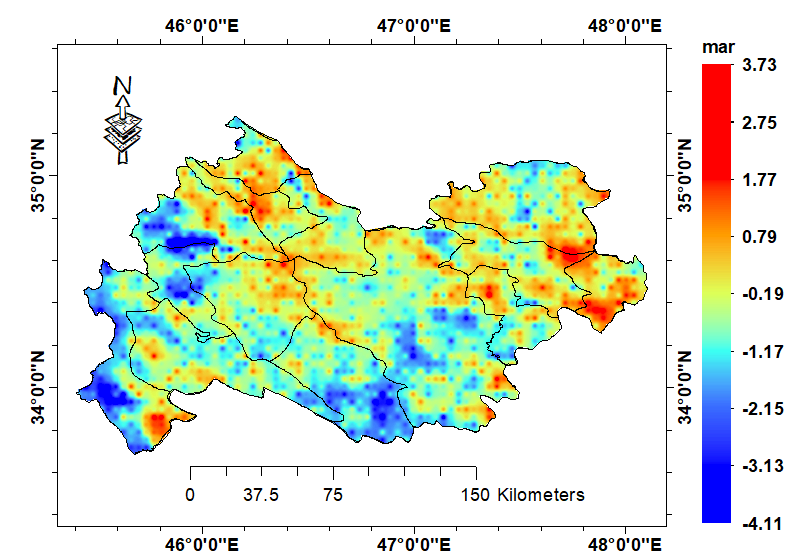 46°0'0"E 47°0'0"E 48°0'0"E
mar
3.73
2.75
1.77
0.79
-0.19
-1.17
-2.15
-3.13
-4.11
N
35°0'0"N 35°0'0"N
34°0'0"N 34°0'0"N
0 37.5 75 150 Kilometers
46°0'0"E 47°0'0"E 48°0'0"E